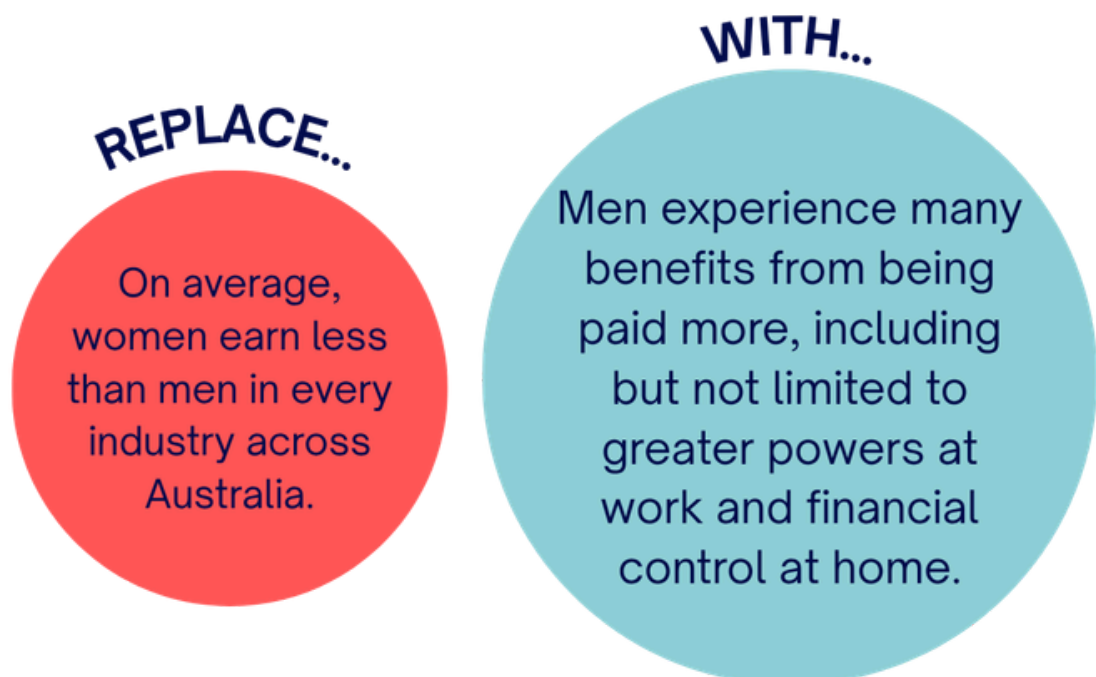 REPLACE...
On average,
women earn less
than men in every
industry across
Australia.
WITH...
Men experience many
benefits from being
paid more, including
but not limited to
greater powers at
work and financial
control at home.